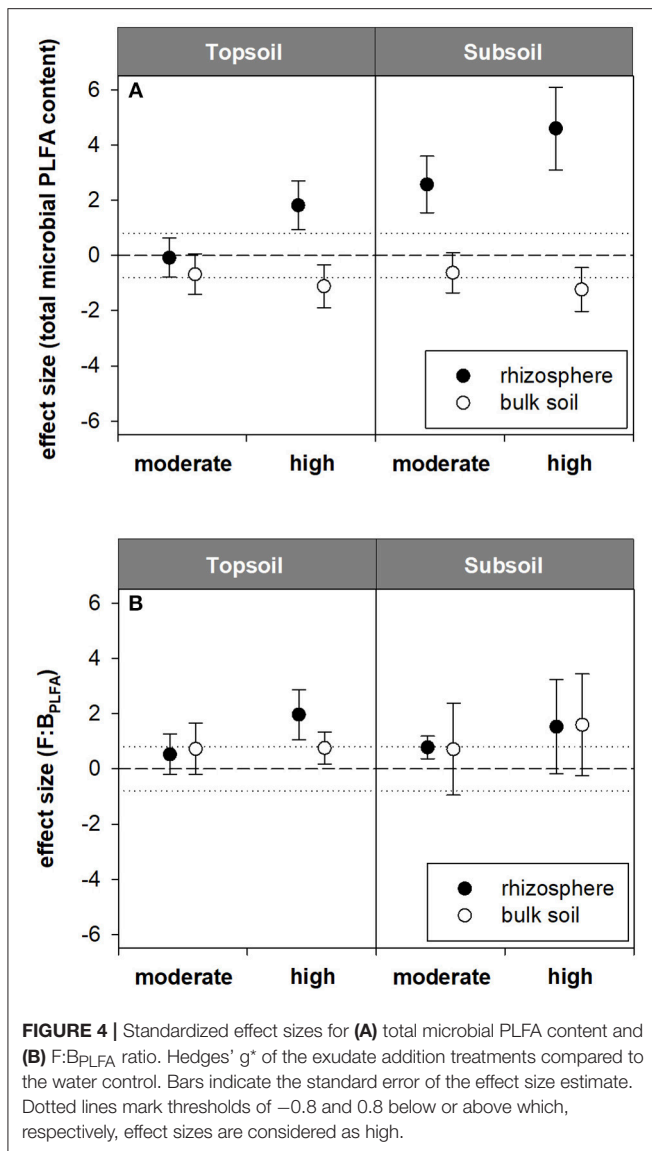 Topsoil Subsoil
A
effect size (total microbial PLFA content)
6
4
2
0
-2
-4
-6
rhizosphere
bulk soil
moderate high moderate high
Topsoil Subsoil
B
effect size (F:BPLFA)
6
4
2
0
-2
-4
-6
rhizosphere
bulk soil
moderate high moderate high
FIGURE 4 | Standardized effect sizes for (A) total microbial PLFA content and
(B) F:BPLFA ratio. Hedges' g* of the exudate addition treatments compared to
the water control. Bars indicate the standard error of the effect size estimate.
Dotted lines mark thresholds of −0.8 and 0.8 below or above which,
respectively, effect sizes are considered as high.